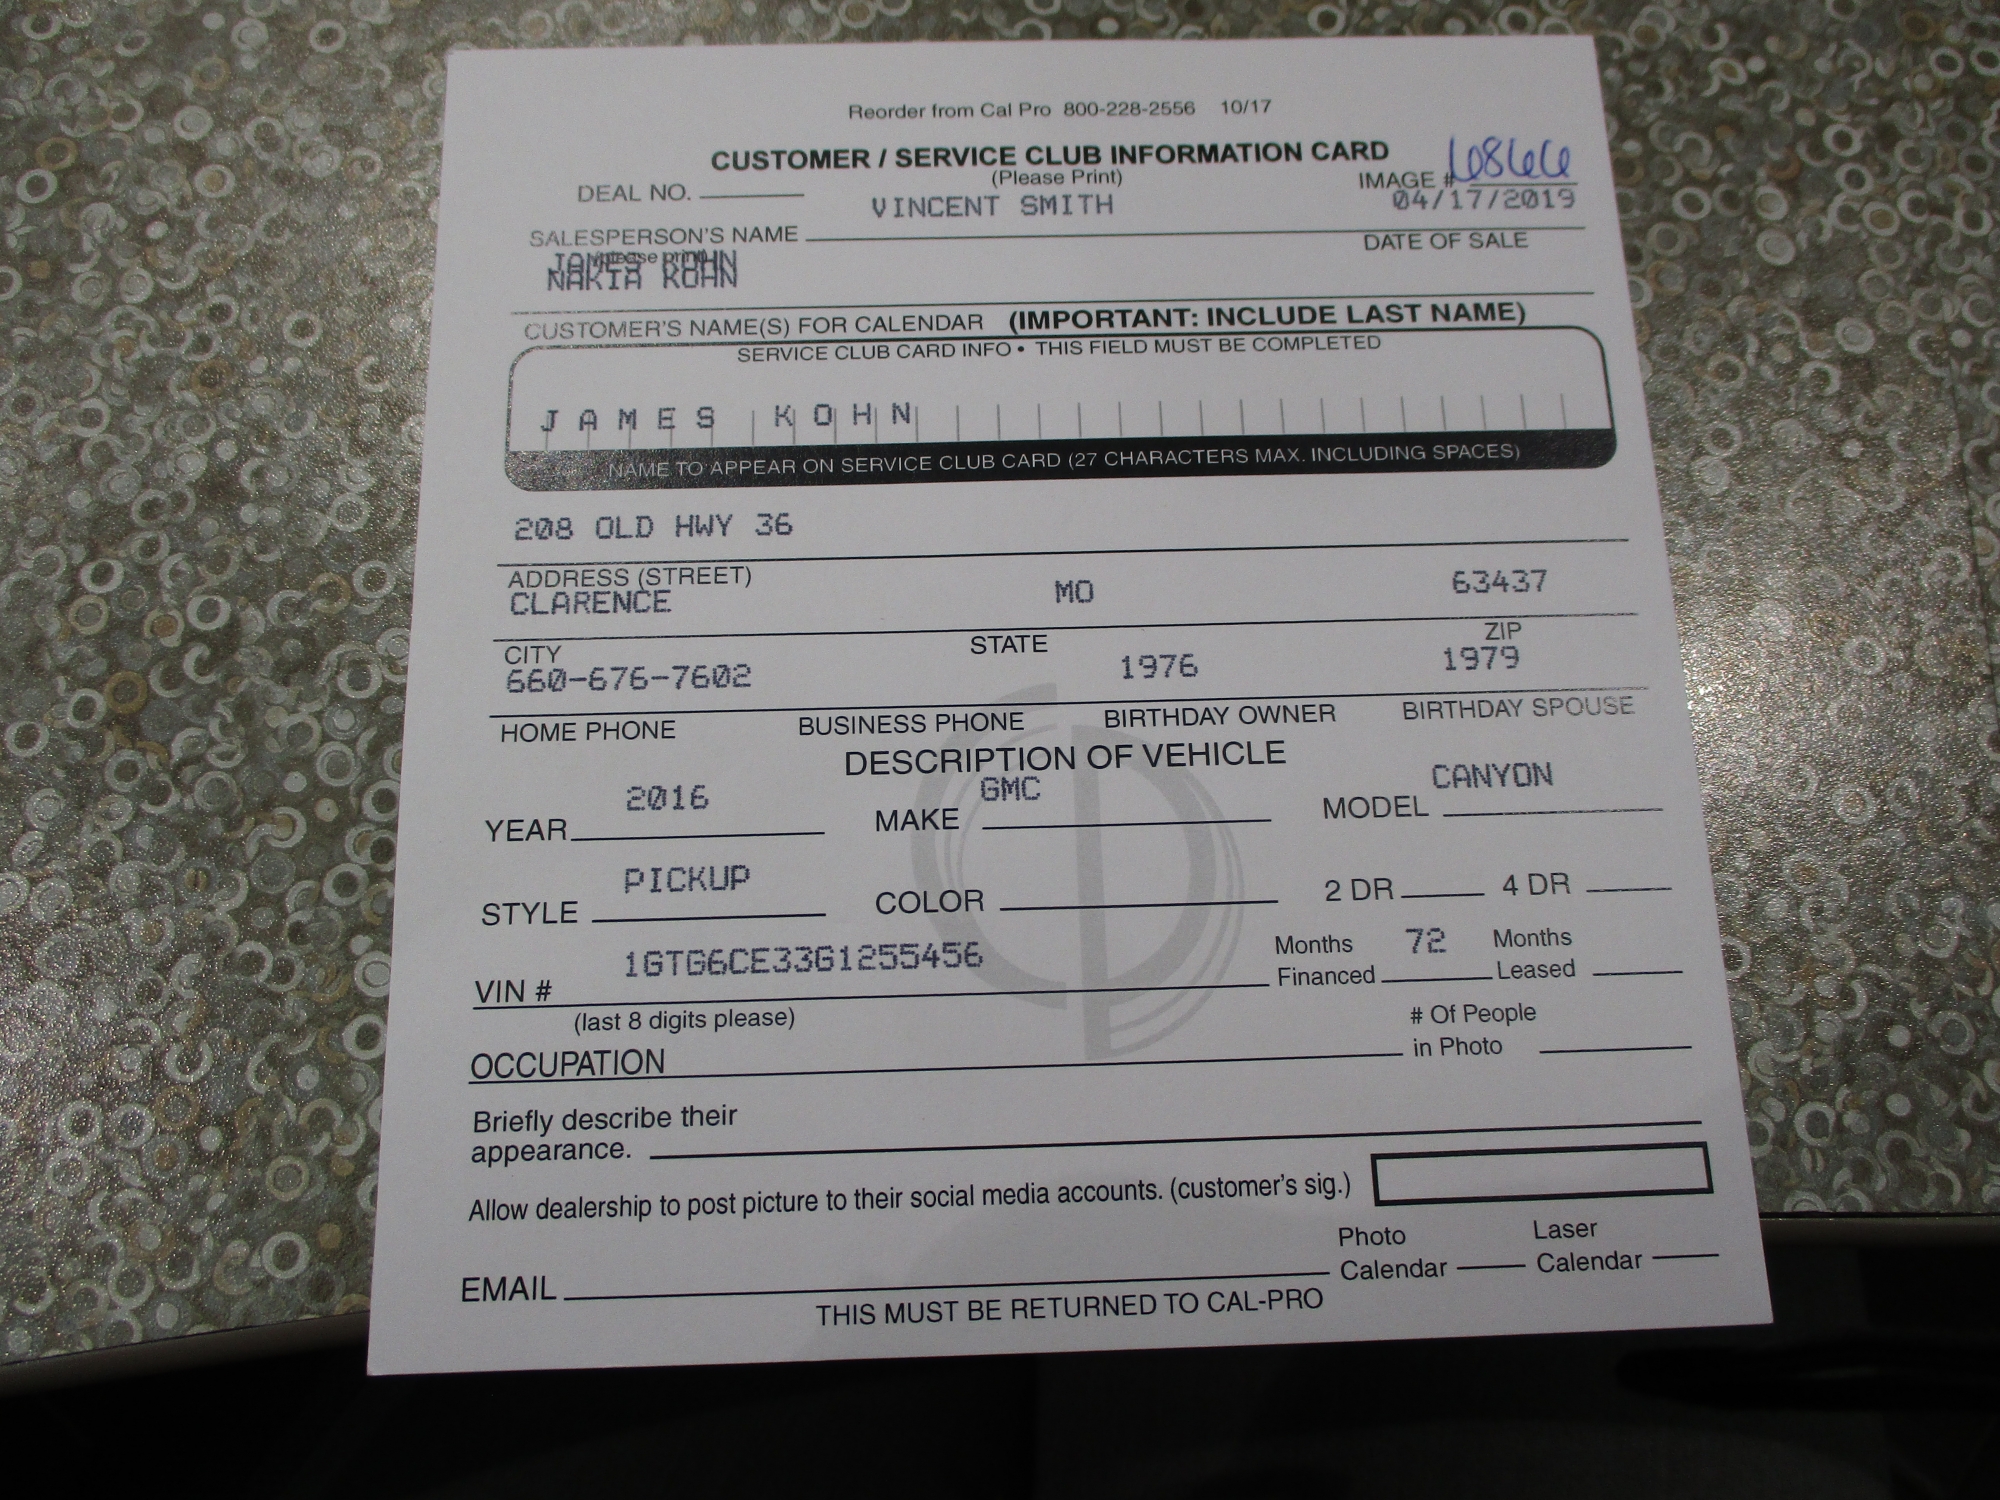 Reorder from Cal Pro 800-228-2556 10/17
CUSTOMER / SERVICE CLUB INFORMATION CARD
(Please Print)
DEAL NO.
IMAGE # 60866
VINCENT SMITH 04/17/2019
SALESPERSON'S NAME DATE OF SALE
(please print)
JAMES KOHN
NAKIA KOHN
CUSTOMER'S NAME(S) FOR CALENDAR (IMPORTANT: INCLUDE LAST NAME)
SERVICE CLUB CARD INFO • THIS FIELD MUST BE COMPLETED
JAMES KOHN
NAME TO APPEAR ON SERVICE CLUB CARD (27 CHARACTERS MAX. INCLUDING SPACES)
208 OLD HWY 36
ADDRESS (STREET)
CLARENCE MO 63437
CITY STATE ZIP
660-676-7602 1976 1979
HOME PHONE BUSINESS PHONE BIRTHDAY OWNER BIRTHDAY SPOUSE
DESCRIPTION OF VEHICLE
YEAR 2016 MAKE GMC MODEL CANYON
STYLE PICKUP COLOR 2 DR 4 DR
VIN # 1GTG6CE33G1255456 Months Financed 72 Months Leased
(last 8 digits please)
OCCUPATION # Of People in Photo
Briefly describe their
appearance.
Allow dealership to post picture to their social media accounts. (customer's sig.)
EMAIL Photo Calendar Laser Calendar
THIS MUST BE RETURNED TO CAL-PRO